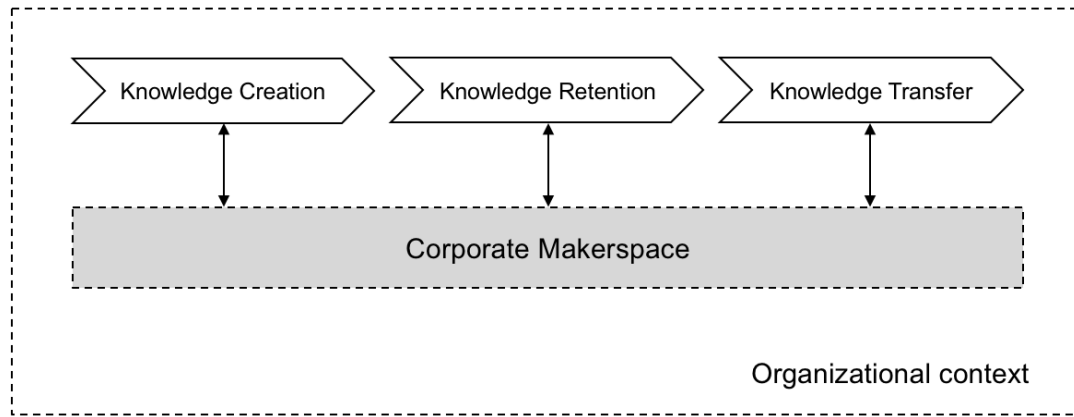 Knowledge Creation
Knowledge Retention
Knowledge Transfer
Corporate Makerspace
Organizational context